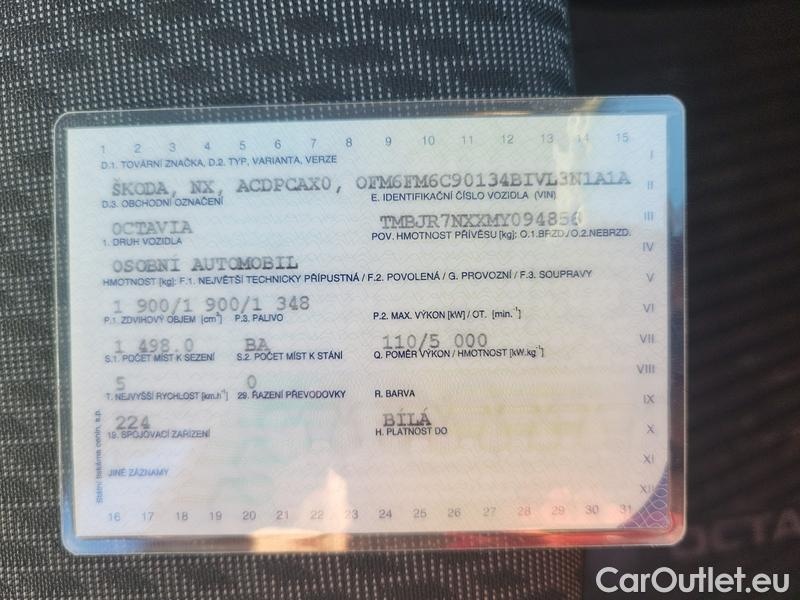 1 2 3 4 5 6 7 8 9 10 11 12 13 14 15
D.1. TOVÁRNÍ ZNAČKA, D.2. TYP, VARIANTA, VERZE I
ŠKODA, NX, ACDPCAX0, OFM6FM6C90134BIVL3N1A1A II
D.3. OBCHODNÍ OZNAČENÍ E. IDENTIFIKAČNÍ ČÍSLO VOZIDLA (VIN)
OCTAVIA TMBJR7NXXMY094856 III
1. DRUH VOZIDLA POV. HMOTNOST PŘÍVĚSU [kg]: O.1.BRZD./O.2.NEBRZD.
IV
OSOBNÍ AUTOMOBIL
HMOTNOST [kg]: F.1. NEJVĚTŠÍ TECHNICKY PŘÍPUSTNÁ / F.2. POVOLENÁ / G. PROVOZNÍ / F.3. SOUPRAVY V
1 900/1 900/1 348 VI
P.1. ZDVIHOVÝ OBJEM [cm³] P.3. PALIVO P.2. MAX. VÝKON [kW] / OT. [min.⁻¹]
1 498.0 BA 110/5 000 VII
S.1. POČET MÍST K SEZENÍ S.2. POČET MÍST K STÁNÍ Q. POMĚR VÝKON / HMOTNOST [kW.kg⁻¹]
VIII
5 0
T. NEJVYŠŠÍ RYCHLOST [km.h⁻¹] 29. ŘAZENÍ PŘEVODOVKY R. BARVA IX
224 BÍLÁ
19. SPOJOVACÍ ZAŘÍZENÍ H. PLATNOST DO X
XI
JINÉ ZÁZNAMY
XII
Státní tiskárna cenin, s.p.
16 17 18 19 20 21 22 23 24 25 26 27 28 29 30 31
OCTA
CarOutlet.eu